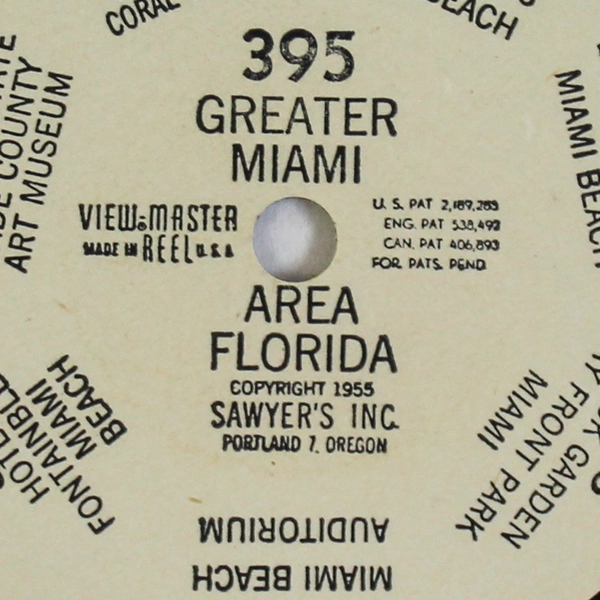 395
GREATER
MIAMI
VIEW-MASTER
MADE IN REEL U.S.A
U. S. PAT 2,189,285
ENG. PAT 538,492
CAN. PAT 406,893
FOR. PATS. PEND.
AREA
FLORIDA
COPYRIGHT 1955
SAWYER'S INC.
PORTLAND 7, OREGON
CORAL
BEACH
MIAMI BEACH
GARDEN
FRONT PARK
MIAMI
MIAMI BEACH
AUDITORIUM
FONTAINBLE
MIAMI
BEACH
COUNTY
ART MUSEUM